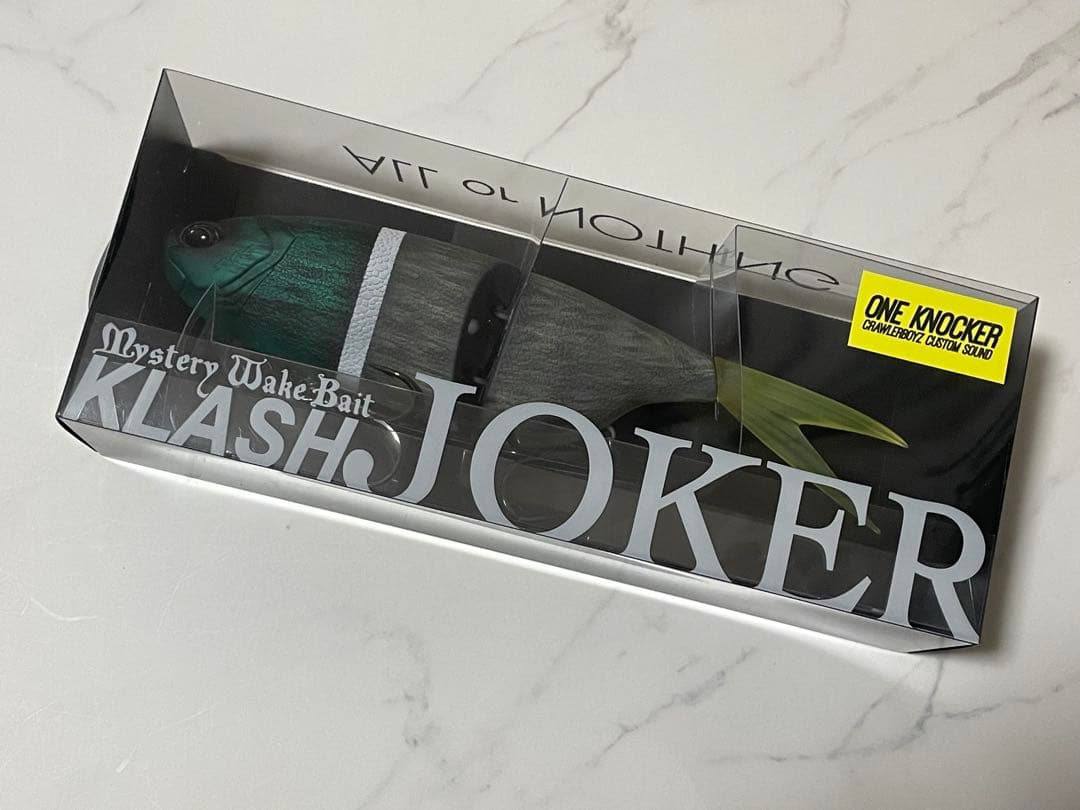 ALL or NOTHING
ONE KNOCKER
CRAWLERBOYZ CUSTOM SOUND
Mystery Wake Bait
KLASH
JOKER